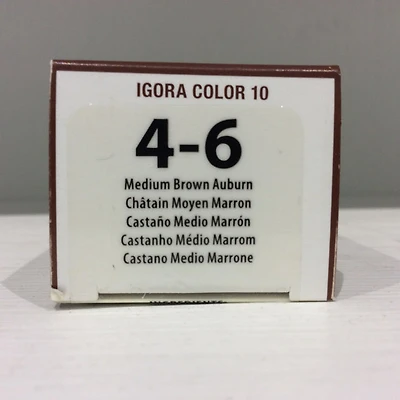 IGORA COLOR 10
4-6
Medium Brown Auburn
Châtain Moyen Marron
Castaño Medio Marrón
Castanho Médio Marrom
Castano Medio Marrone